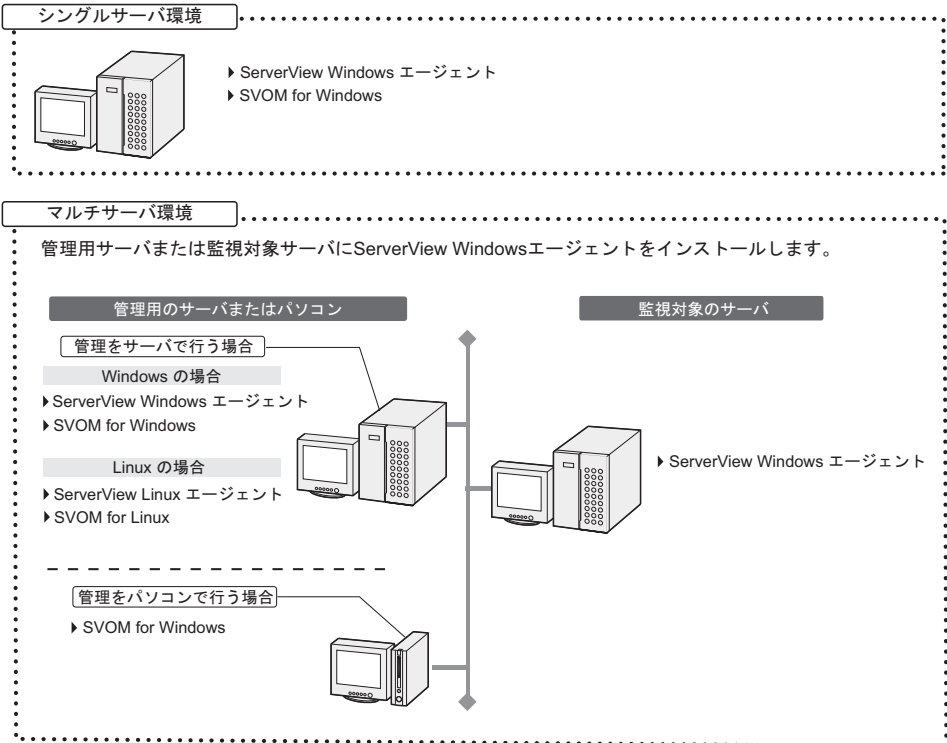 シングルサーバ環境
ServerView Windows エージェント
SVOM for Windows
マルチサーバ環境
管理用サーバまたは監視対象サーバにServerView Windowsエージェントをインストールします。
管理用のサーバまたはパソコン
監視対象のサーバ
管理をサーバで行う場合
Windows の場合
ServerView Windows エージェント
SVOM for Windows
Linux の場合
ServerView Linux エージェント
SVOM for Linux
ServerView Windows エージェント
管理をパソコンで行う場合
SVOM for Windows